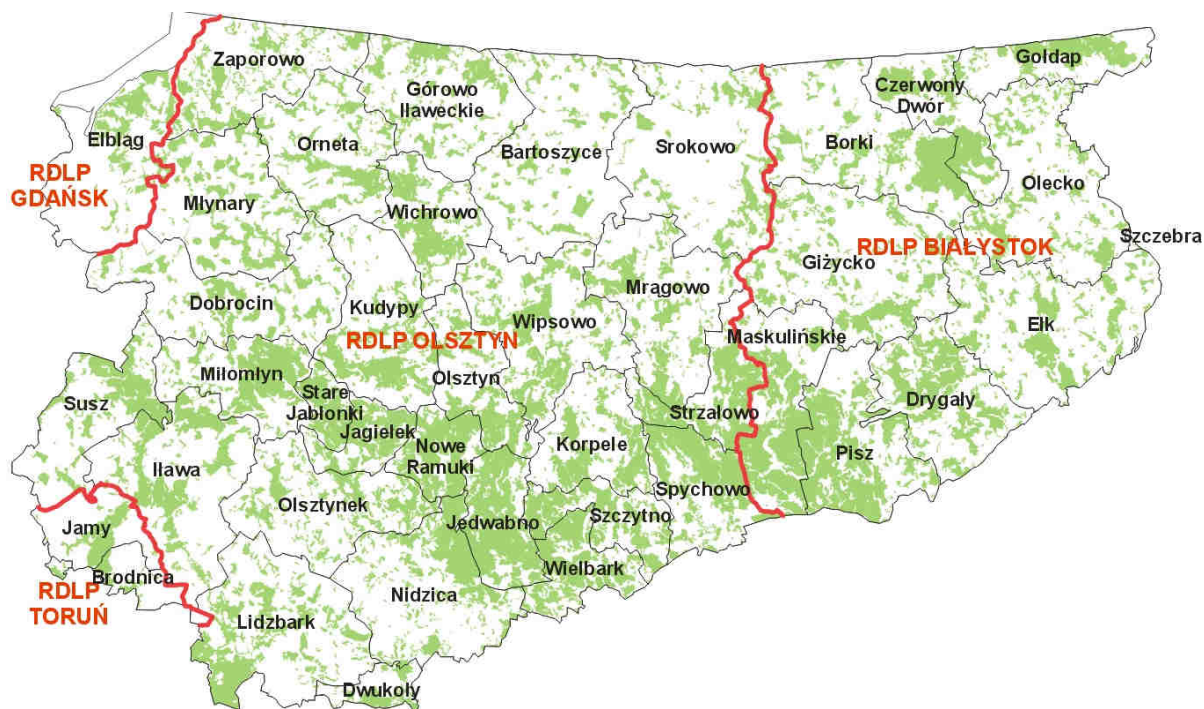 Zaporowo
Gołdap
Górowo
Iławeckie
Czerwony
Dwór
Elbląg
Orneta
Bartoszyce
Srokowo
Borki
RDLP
GDAŃSK
Młynary
Wichrowo
Olecko
Szczebra
RDLP BIAŁYSTOK
Giżycko
Mrągowo
Dobrocin
Kudypy
Wipsowo
Ełk
RDLP OLSZTYN
Maskulińskie
Miłomłyn
Olsztyn
Stare
Jabłonki
Susz
Drygały
Strzałowo
Jagiełek
Nowe
Ramuki
Korpele
Pisz
Iława
Spychowo
Olsztynek
Jedwabno
Szczytno
Jamy
Wielbark
Brodnica
RDLP
TORUŃ
Nidzica
Lidzbark
Dwukoły